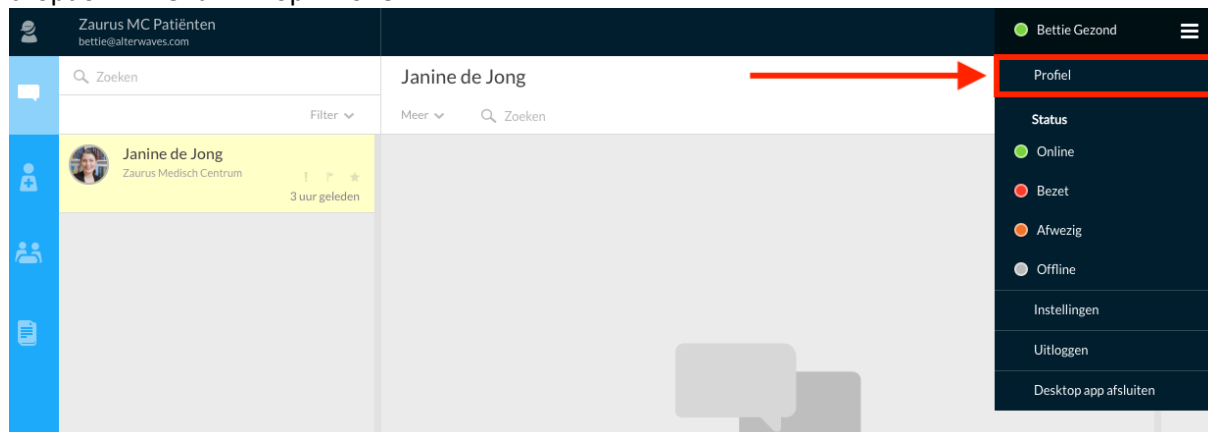 Zaurus MC Patiënten
bettie@alterwaves.com
Bettie Gezond
Zoeken
Filter
Janine de Jong
Zaurus Medisch Centrum
3 uur geleden
Janine de Jong
Meer
Zoeken
Profiel
Status
Online
Bezet
Afwezig
Offline
Instellingen
Uitloggen
Desktop app afsluiten